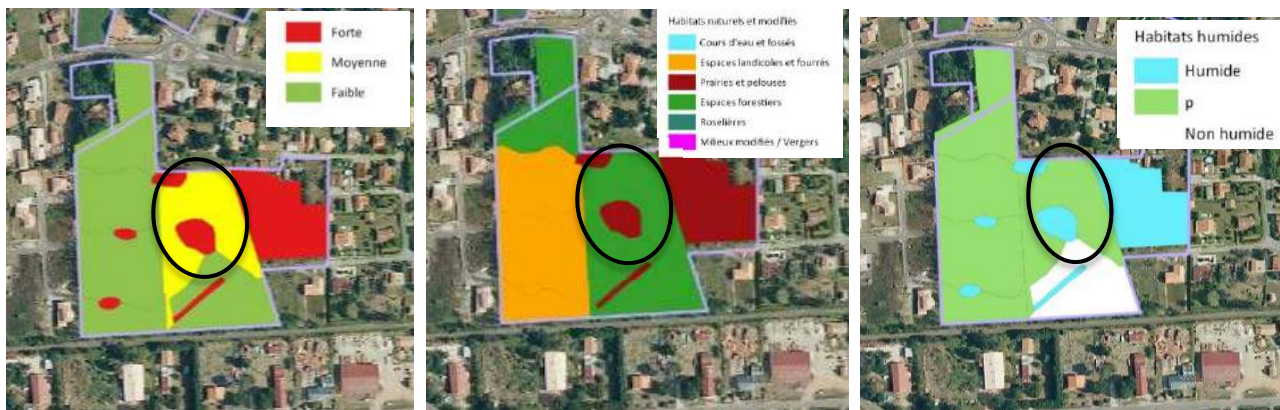 Forte
Moyenne
Faible
Habitats naturels et modifiés
Cours d'eau et fossés
Espaces landicoles et fourrés
Prairies et pelouses
Espaces forestiers
Roselières
Milieux modifiés / Vergers
Habitats humides
Humide
p
Non humide